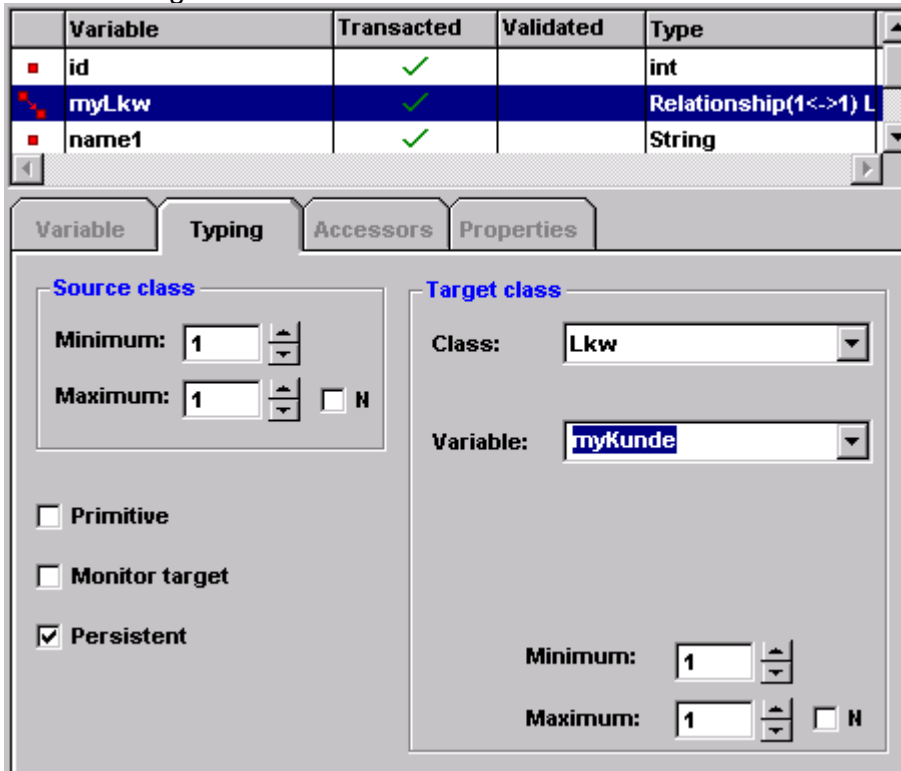 Variable Transacted Validated Type
id int
myLkw Relationship(1<->1) L
name1 String
Variable Typing Accessors Properties
Source class
Minimum: 1
Maximum: 1 N
Primitive
Monitor target
Persistent
Target class
Class: Lkw
Variable: myKunde
Minimum: 1
Maximum: 1 N